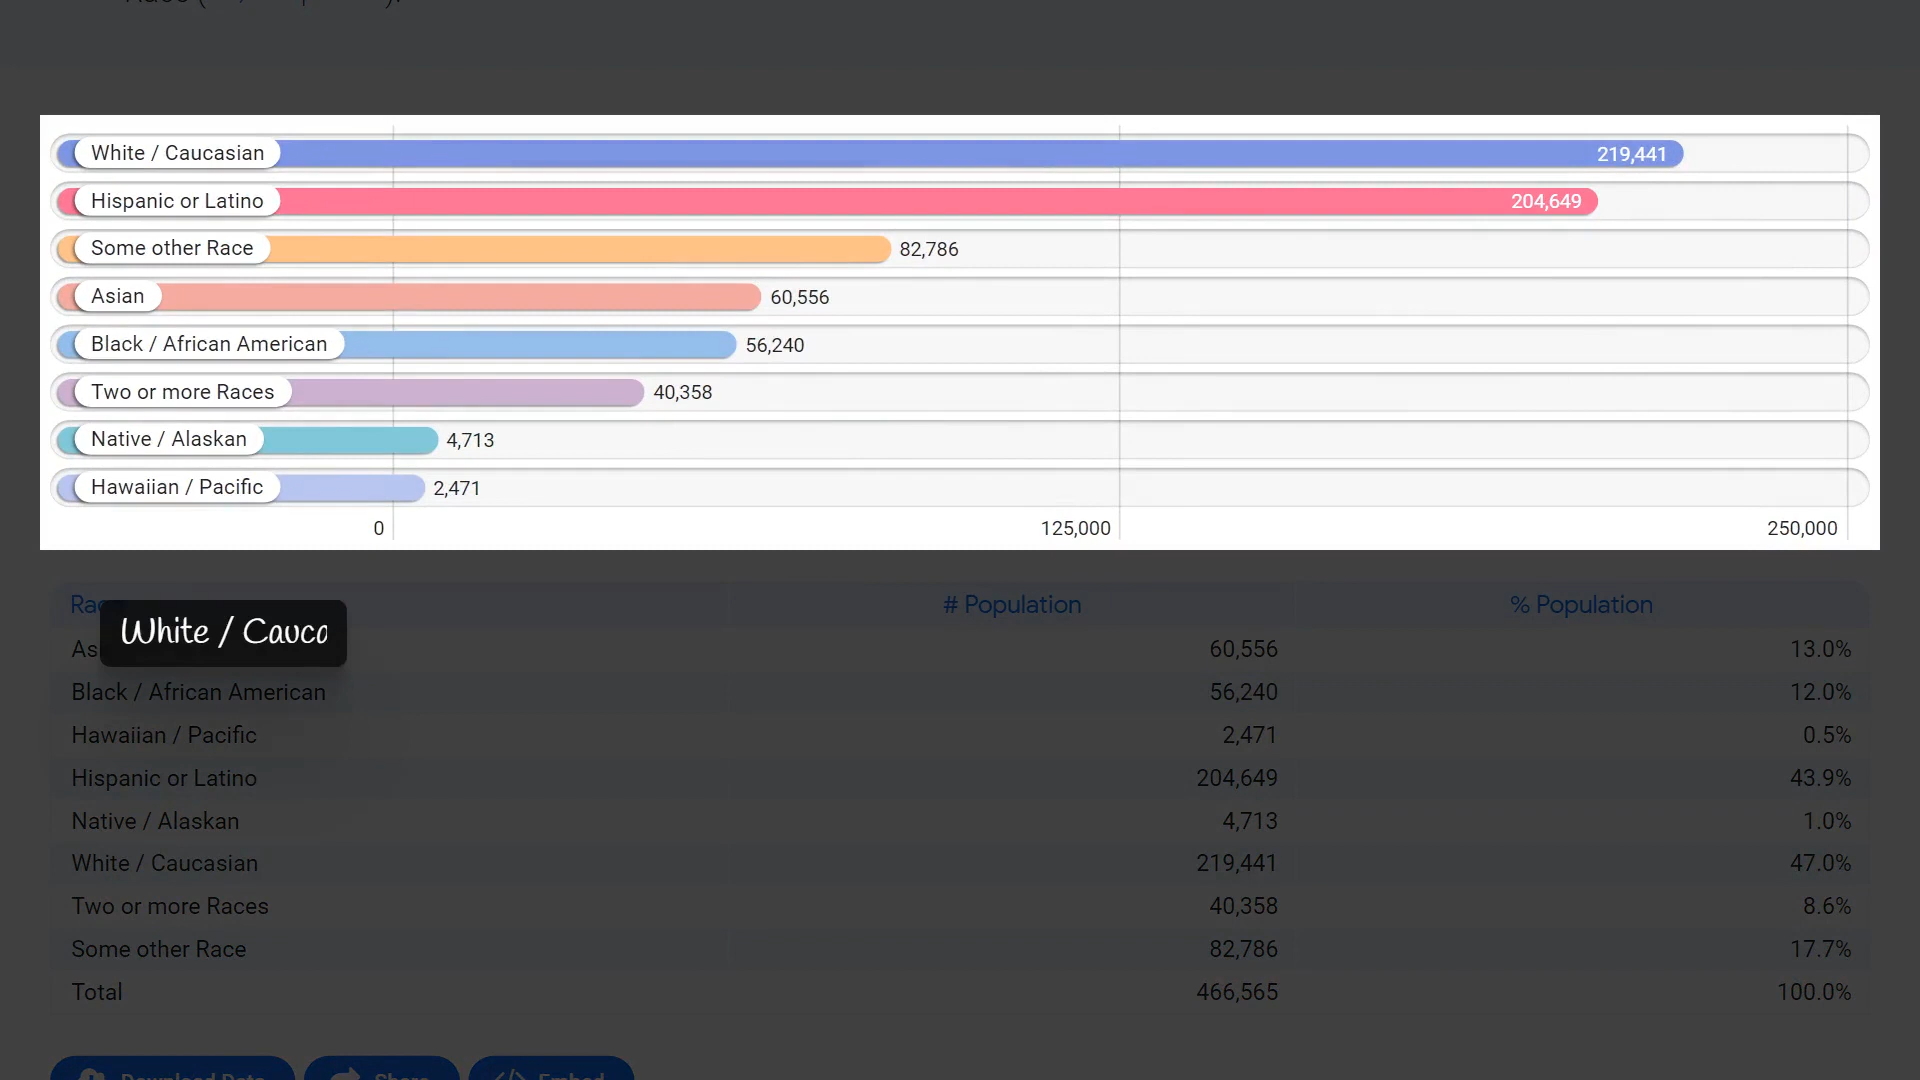 White / Caucasian 219,441
Hispanic or Latino 204,649
Some other Race 82,786
Asian 60,556
Black / African American 56,240
Two or more Races 40,358
Native / Alaskan 4,713
Hawaiian / Pacific 2,471
0 125,000 250,000
# Population % Population
White / Cauca
60,556 13.0%
Black / African American 56,240 12.0%
Hawaiian / Pacific 2,471 0.5%
Hispanic or Latino 204,649 43.9%
Native / Alaskan 4,713 1.0%
White / Caucasian 219,441 47.0%
Two or more Races 40,358 8.6%
Some other Race 82,786 17.7%
Total 466,565 100.0%
Download Data Share Embed